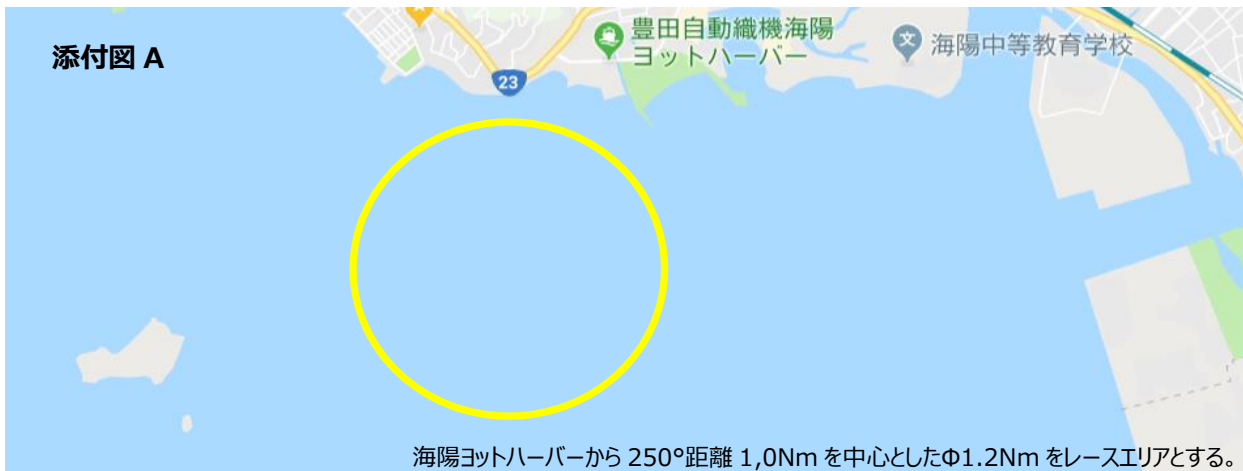 添付図 A
豊田自動織機海陽
ヨットハーバー
海陽中等教育学校
23
海陽ヨットハーバーから 250°距離 1,0Nm を中心としたΦ1.2Nm をレースエリアとする。